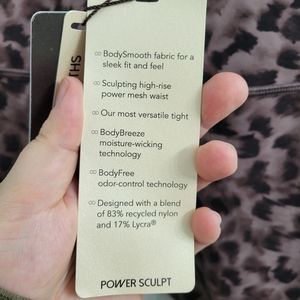 ∞ BodySmooth fabric for a
sleek fit and feel
∞ Sculpting high-rise
power mesh waist
∞ Our most versatile tight
∞ BodyBreeze
moisture-wicking
technology
∞ BodyFree
odor-control technology
∞ Designed with a blend
of 83% recycled nylon
and 17% Lycra®
POWER SCULPT